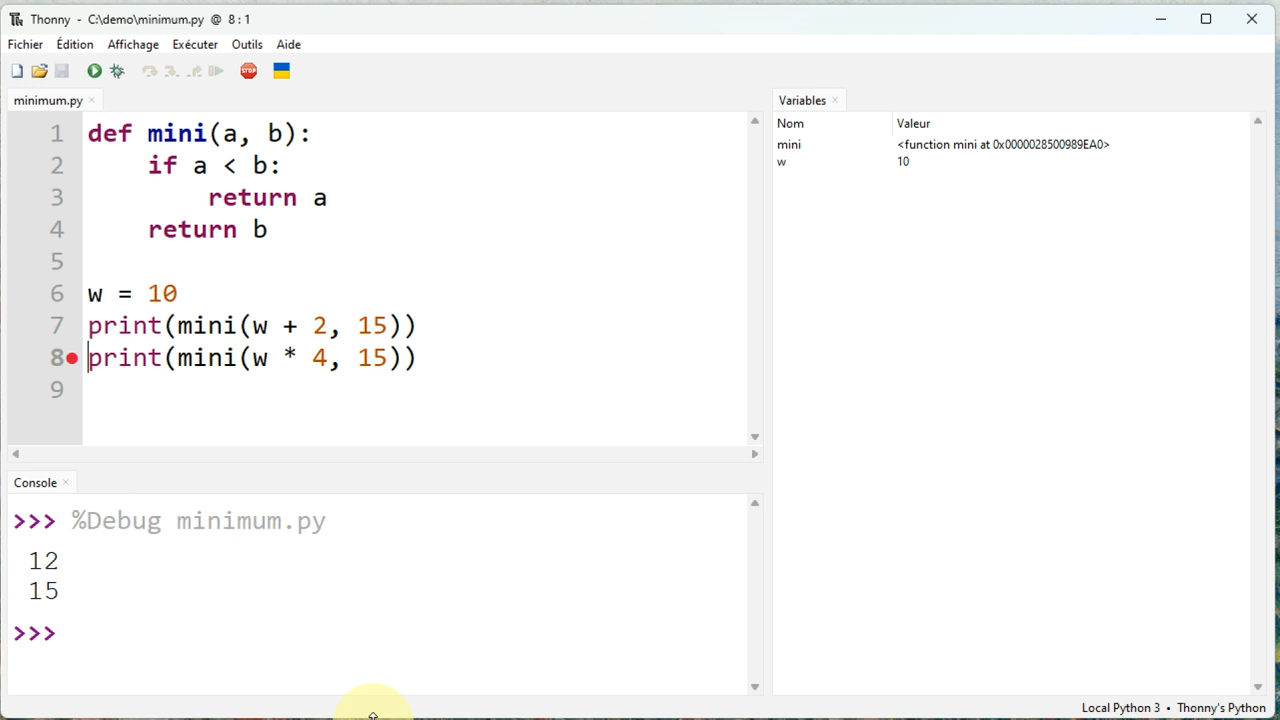 Thonny - C:\demo\minimum.py @ 8 : 1
Fichier Édition Affichage Exécuter Outils Aide
STOP
minimum.py ×
1 def mini(a, b):
2     if a < b:
3         return a
4     return b
5
6 w = 10
7 print(mini(w + 2, 15))
8 print(mini(w * 4, 15))
9
Console ×
>>> %Debug minimum.py
12
15
>>>
Variables ×
Nom Valeur
mini <function mini at 0x0000028500989EA0>
w 10
Local Python 3 • Thonny's Python